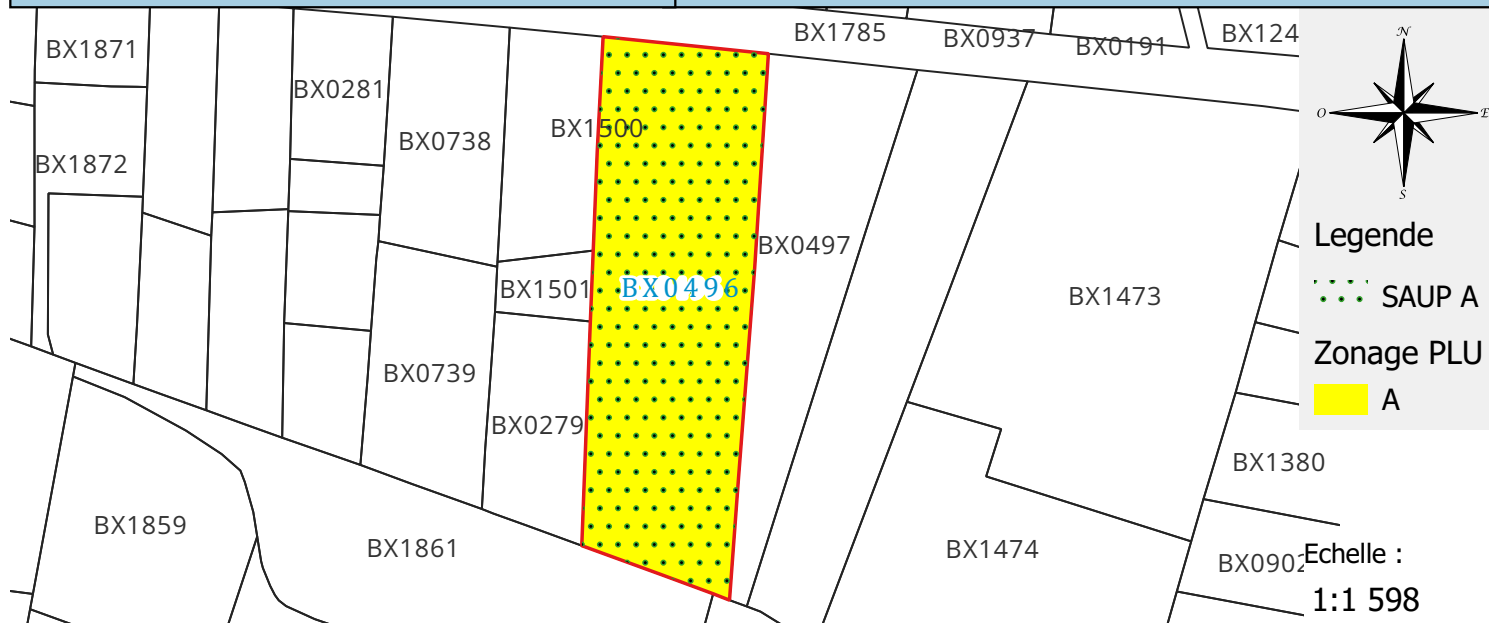 BX1871
BX1785
BX0937
BX0191
BX124
N
O
E
S
BX0281
BX1500
BX0738
BX1872
BX0497
Legende
SAUP A
Zonage PLU
A
BX1501
BX0496
BX1473
BX0739
BX0279
BX1380
BX1859
BX1861
BX1474
BX0902
Echelle :
1:1 598